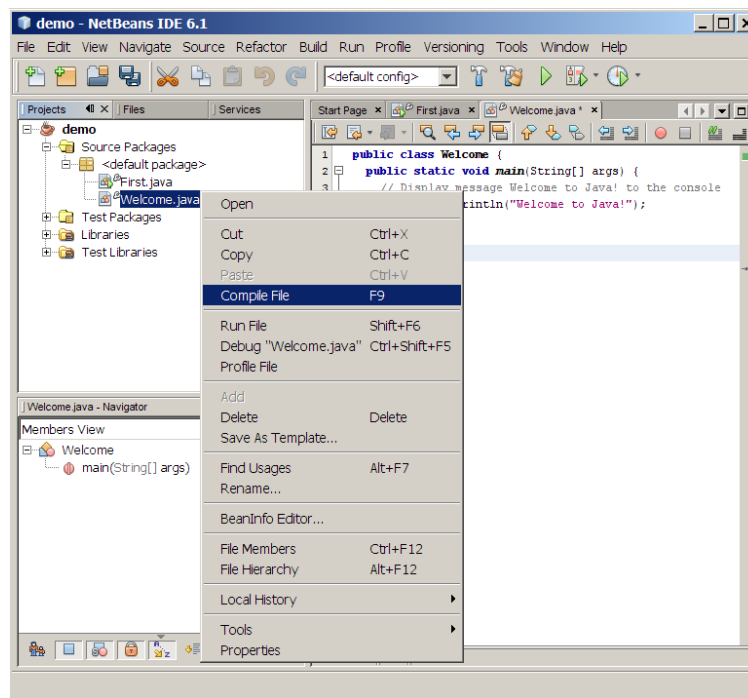 demo - NetBeans IDE 6.1
File Edit View Navigate Source Refactor Build Run Profile Versioning Tools Window Help
<default config>
Projects Files Services
demo
Source Packages
<default package>
First.java
Welcome.java
Test Packages
Libraries
Test Libraries
Start Page First.java Welcome.java *
1 public class Welcome {
2 public static void main(String[] args) {
3 // Display message Welcome to Java! to the console
rintln("Welcome to Java!");
Open
Cut Ctrl+X
Copy Ctrl+C
Paste Ctrl+V
Compile File F9
Run File Shift+F6
Debug "Welcome.java" Ctrl+Shift+F5
Profile File
Add
Delete Delete
Save As Template...
Find Usages Alt+F7
Rename...
BeanInfo Editor...
File Members Ctrl+F12
File Hierarchy Alt+F12
Local History
Tools
Properties
Welcome.java - Navigator
Members View
Welcome
main(String[] args)